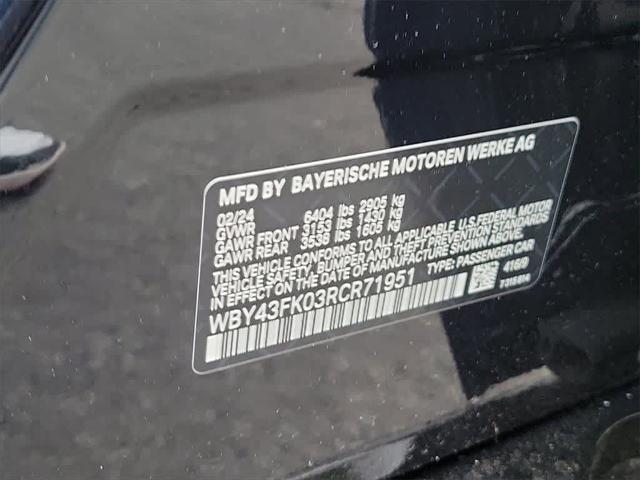 MFD BY BAYERISCHE MOTOREN WERKE AG
02/24
GVWR 6404 lbs 2905 kg
GAWR FRONT 3153 lbs 1430 kg
GAWR REAR 3538 lbs 1605 kg
THIS VEHICLE CONFORMS TO ALL APPLICABLE U.S. FEDERAL MOTOR
VEHICLE SAFETY, BUMPER AND THEFT PREVENTION STANDARDS
IN EFFECT ON THE DATE OF MANUFACTURE SHOWN ABOVE.
WBY43FK03RCR71951 TYPE: PASSENGER CAR